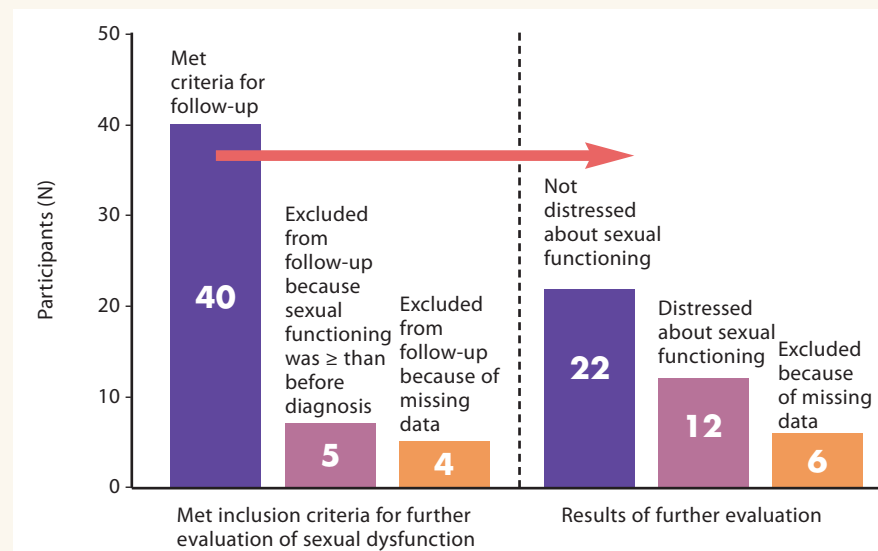 50
40
30
20
10
0
Participants (N)
Met
criteria for
follow-up
40
Excluded
from
follow-up
because
sexual
functioning
was ≥ than
before
diagnosis
5
Excluded
from
follow-up
because of
missing
data
4
Not
distressed
about sexual
functioning
22
Distressed
about sexual
functioning
12
Excluded
because
of missing
data
6
Met inclusion criteria for further
evaluation of sexual dysfunction
Results of further evaluation